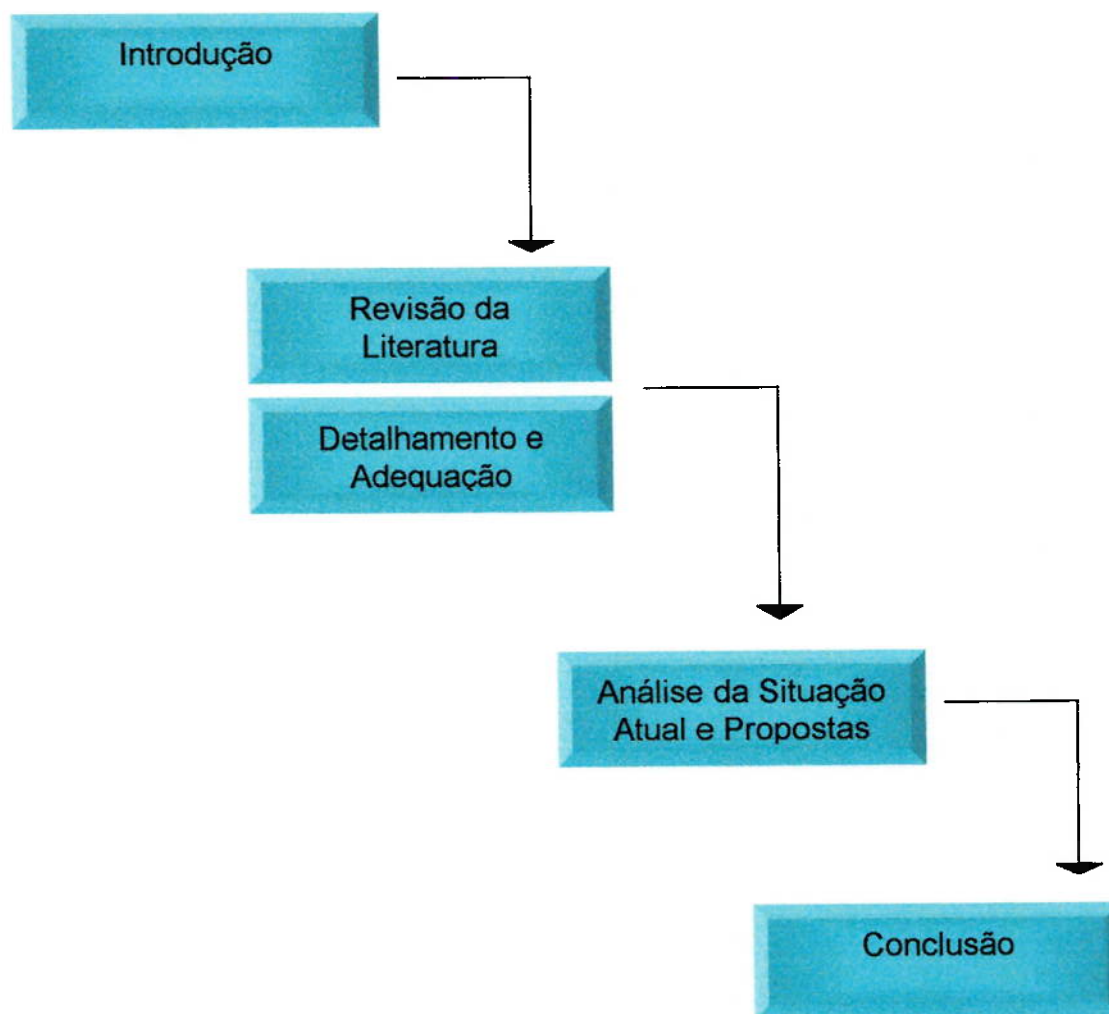 Introdução
Revisão da
Literatura
Detalhamento e
Adequação
Análise da Situação
Atual e Propostas
Conclusão